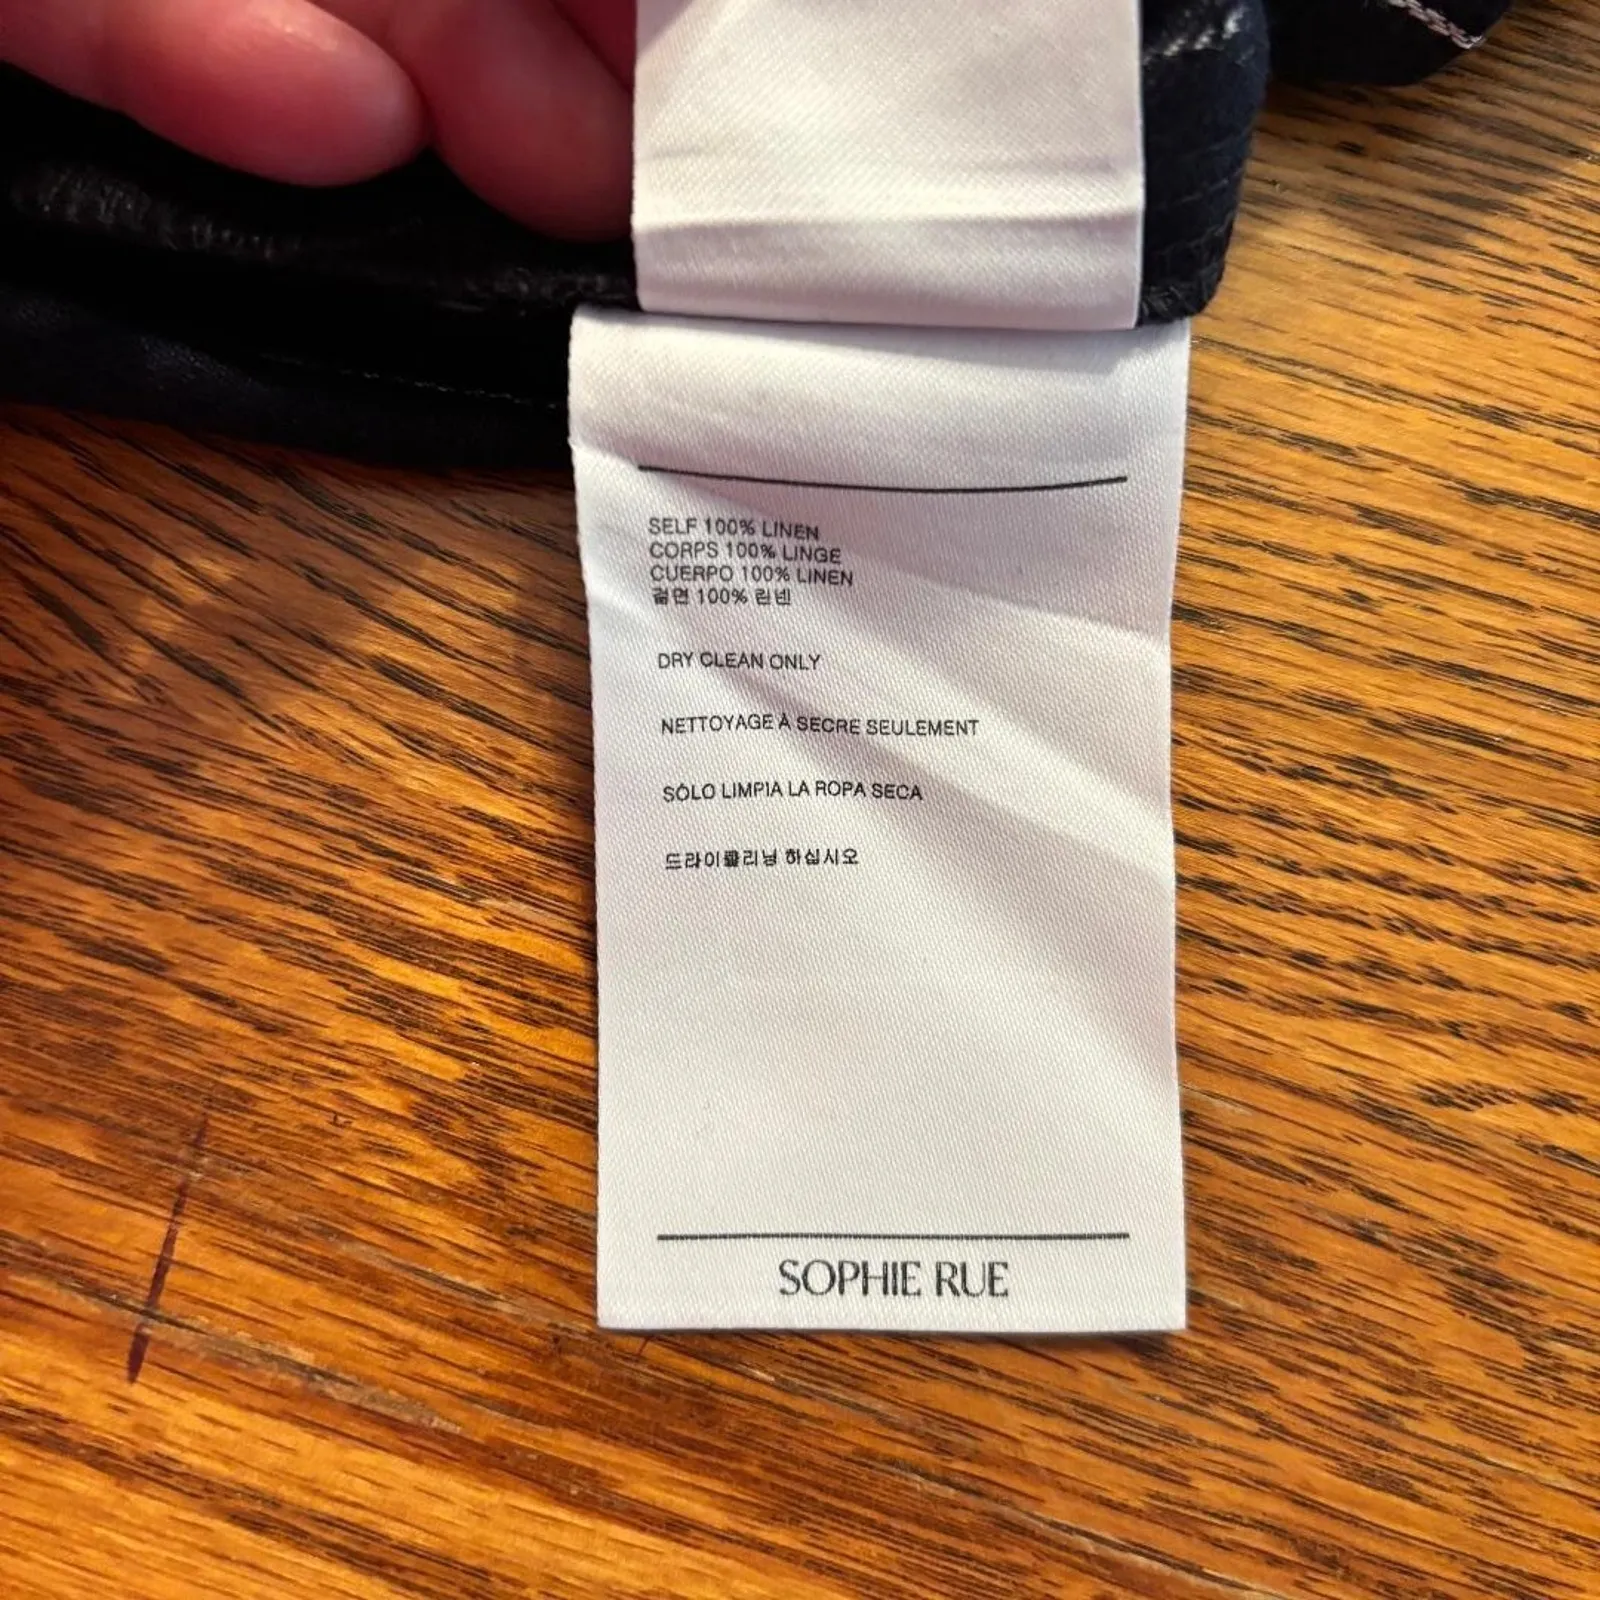 SELF 100% LINEN
CORPS 100% LINGE
CUERPO 100% LINEN
겉면 100% 린넨
DRY CLEAN ONLY
NETTOYAGE À SECRE SEULEMENT
SÓLO LIMPIA LA ROPA SECA
드라이클리닝 하십시오
SOPHIE RUE